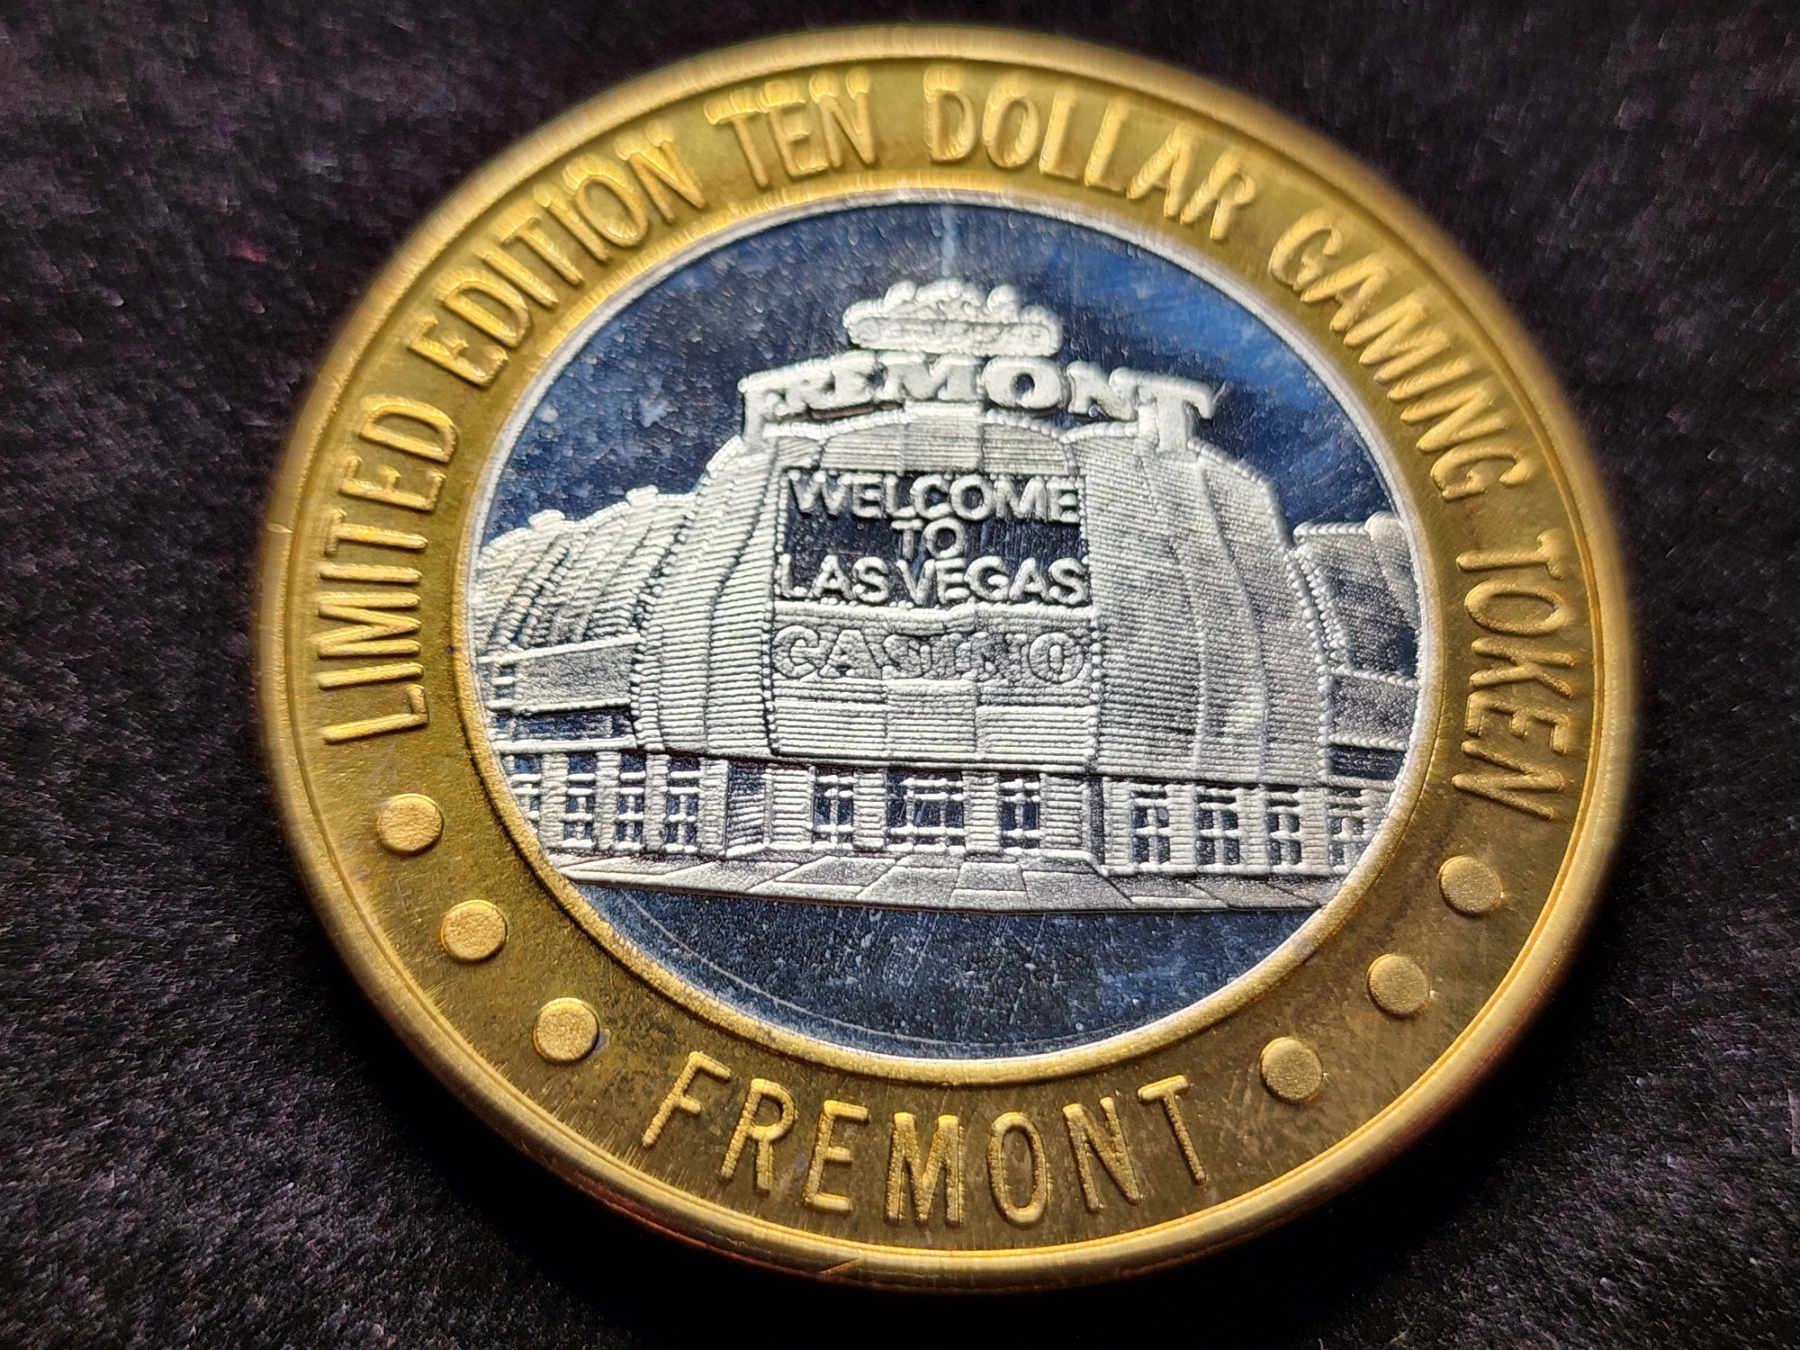 LIMITED EDITION TEN DOLLAR GAMING TOKEN
FREMONT
WELCOME
TO
LAS VEGAS
CASINO
FREMONT